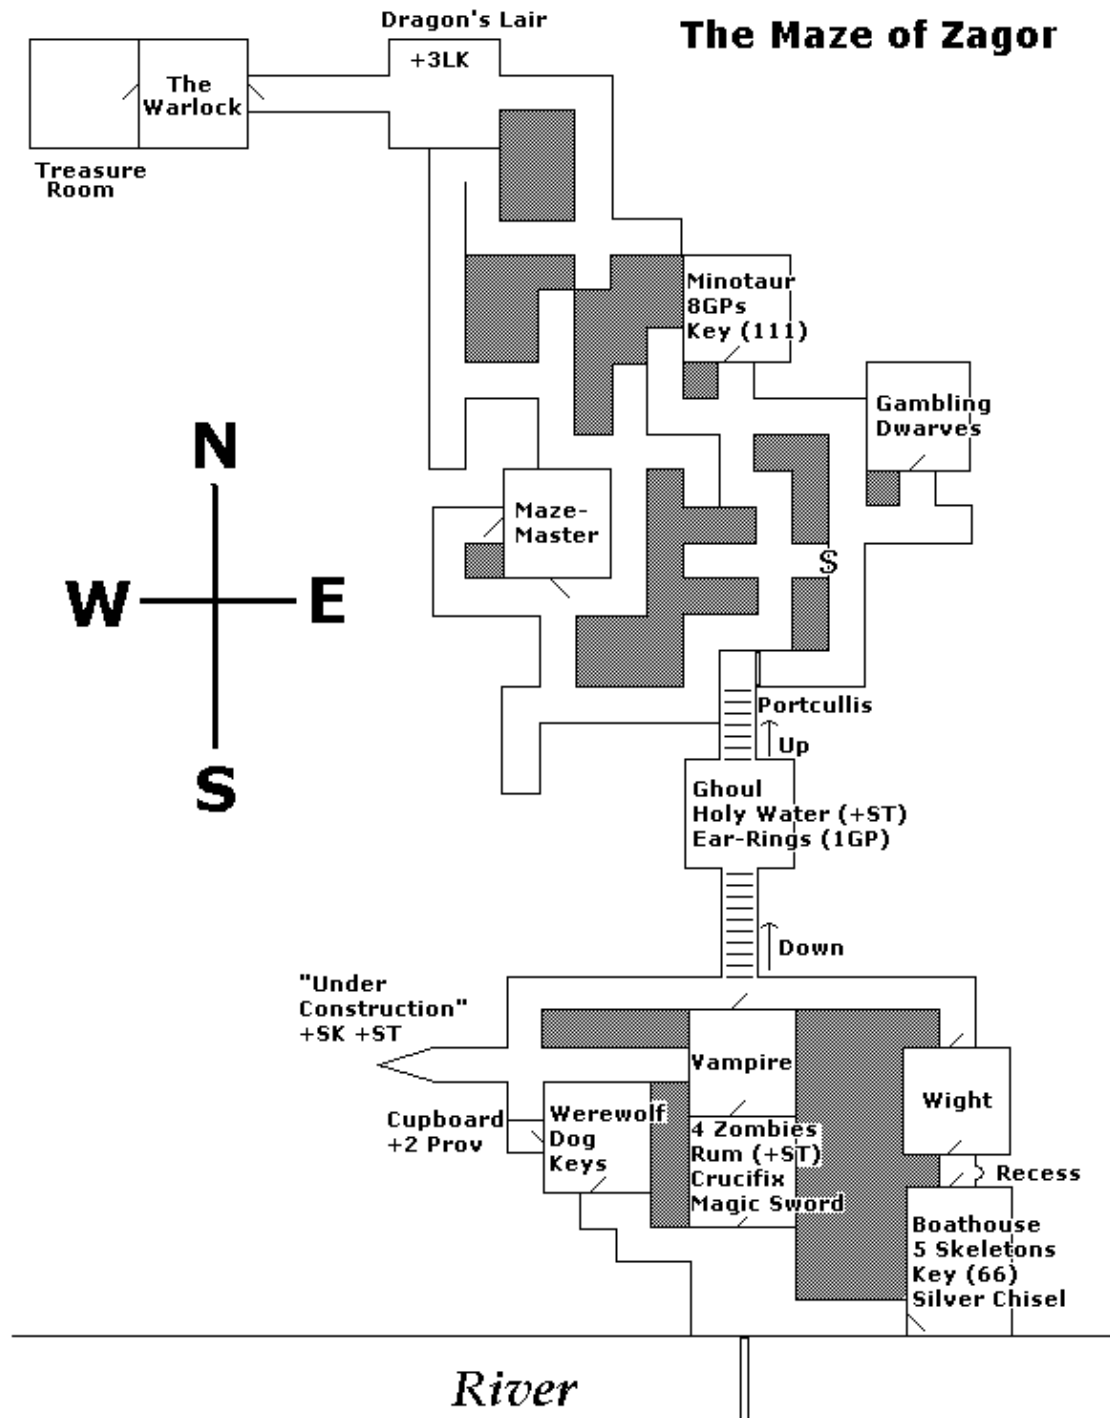 Dragon's Lair
The Maze of Zagor
+3LK
The
Warlock
Treasure
Room
Minotaur
8GPs
Key (111)
Gambling
Dwarves
N
W
E
S
Maze-
Master
S
Portcullis
Up
Ghoul
Holy Water (+ST)
Ear-Rings (1GP)
Down
"Under
Construction"
+SK +ST
Vampire
Wight
Cupboard
+2 Prov
Werewolf
Dog
Keys
4 Zombies
Rum (+ST)
Crucifix
Magic Sword
Recess
Boathouse
5 Skeletons
Key (66)
Silver Chisel
River